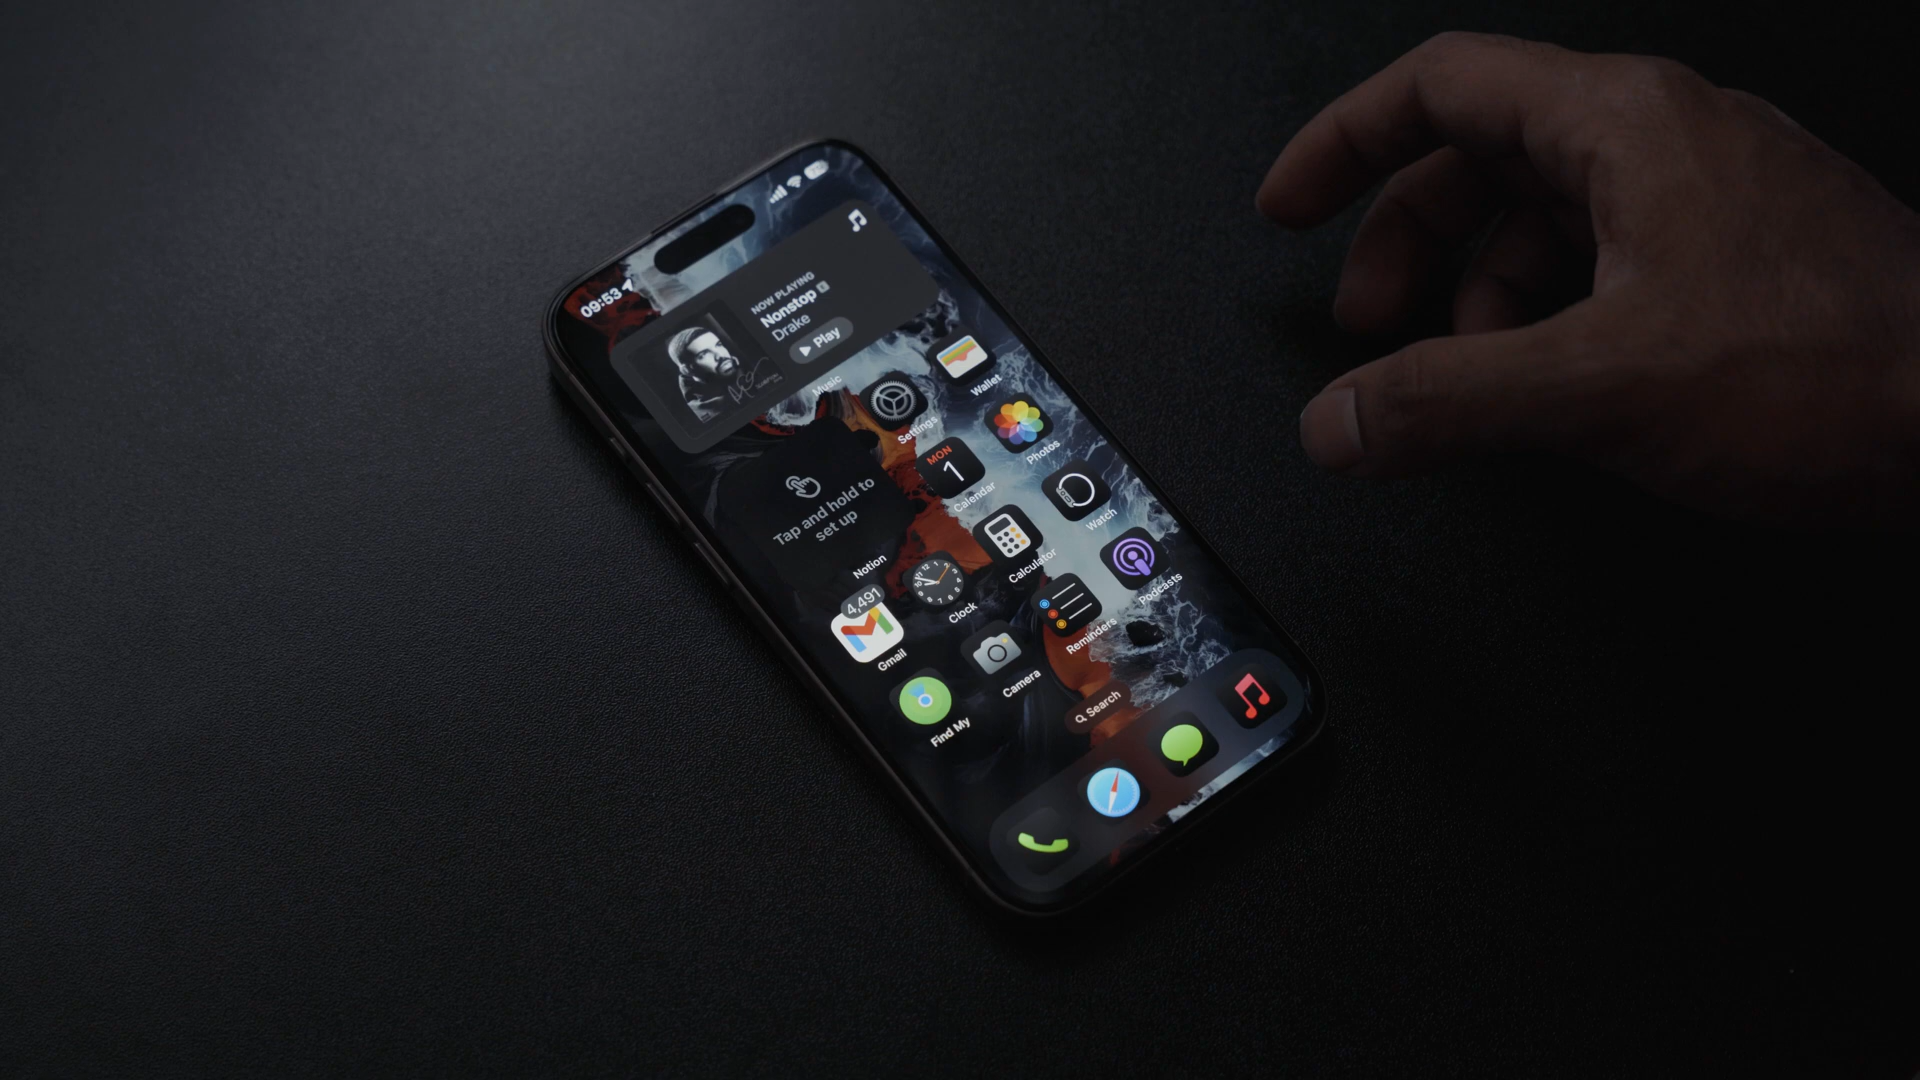 09:53
NOW PLAYING
Nonstop E
Drake
Play
Music
Settings
Wallet
Tap and hold to
set up
Notion
MON
1
Calendar
Photos
Calculator
Watch
4,491
Gmail
Clock
Reminders
Podcasts
Find My
Camera
Search